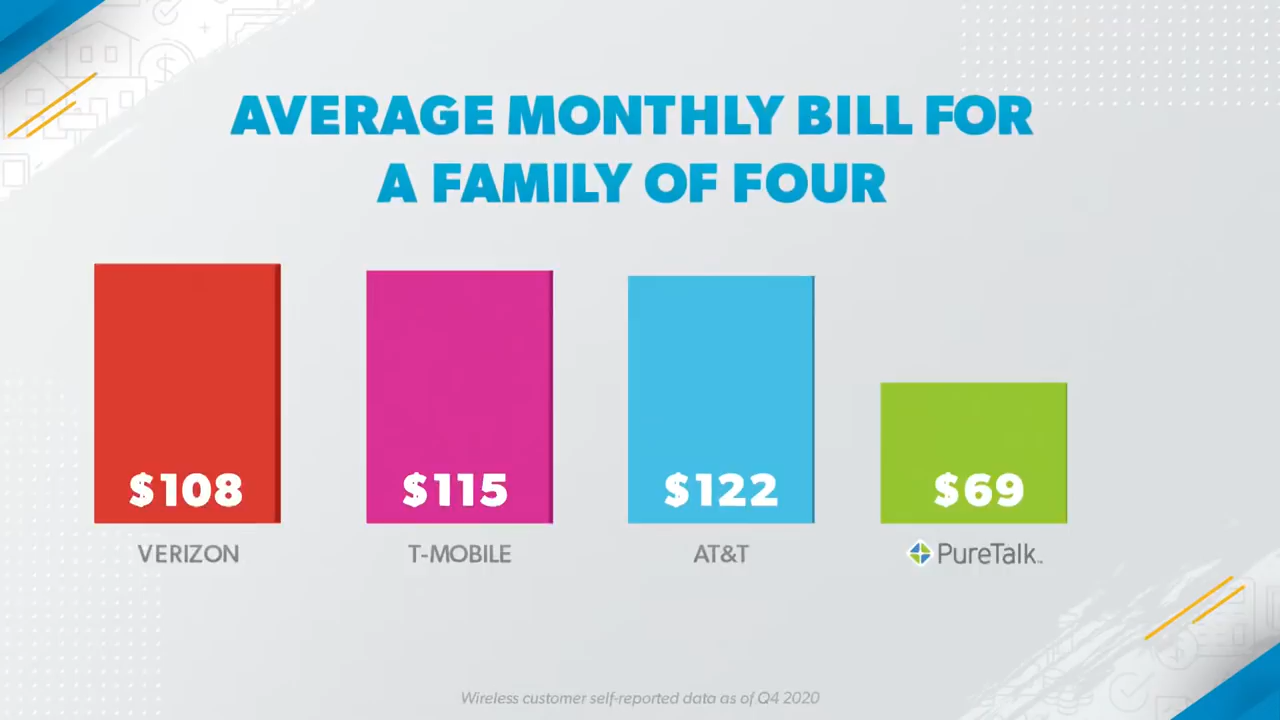 AVERAGE MONTHLY BILL FOR
A FAMILY OF FOUR
$108
$115
$122
$69
VERIZON
T-MOBILE
AT&T
PureTalk™
Wireless customer self-reported data as of Q4 2020